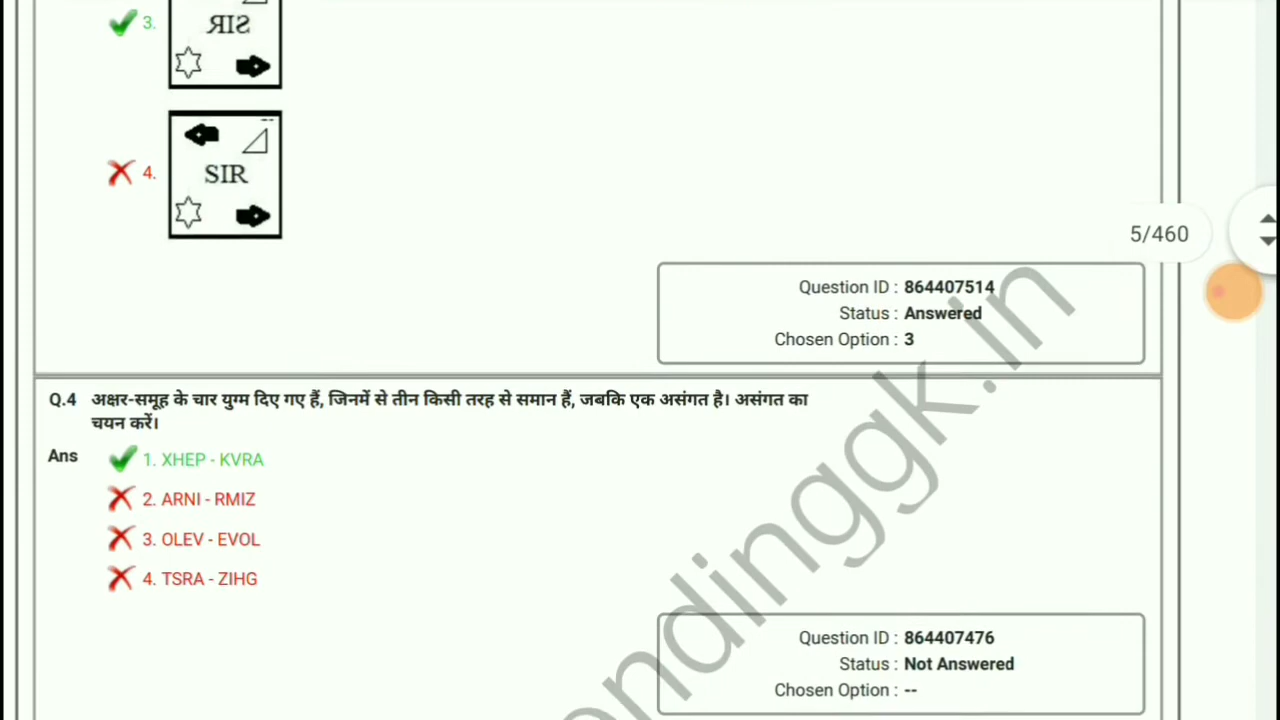 3.
ЯIƧ
4.
SIR
5/460
Question ID : 864407514
Status : Answered
Chosen Option : 3
Q.4 अक्षर-समूह के चार युग्म दिए गए हैं, जिनमें से तीन किसी तरह से समान हैं, जबकि एक असंगत है। असंगत का
चयन करें।
Ans
1. XHEP - KVRA
2. ARNI - RMIZ
3. OLEV - EVOL
4. TSRA - ZIHG
Question ID : 864407476
Status : Not Answered
Chosen Option : --
ndinggk.in